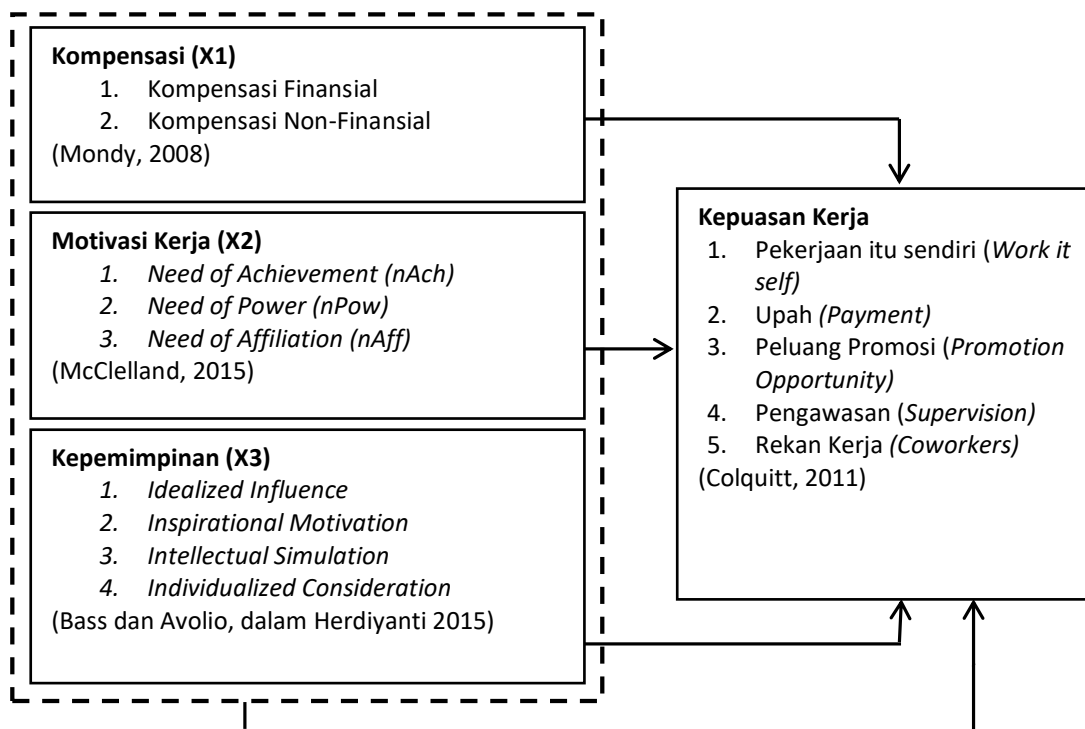 Kompensasi (X1)
1. Kompensasi Finansial
2. Kompensasi Non-Finansial
(Mondy, 2008)
Motivasi Kerja (X2)
1. Need of Achievement (nAch)
2. Need of Power (nPow)
3. Need of Affiliation (nAff)
(McClelland, 2015)
Kepemimpinan (X3)
1. Idealized Influence
2. Inspirational Motivation
3. Intellectual Simulation
4. Individualized Consideration
(Bass dan Avolio, dalam Herdiyanti 2015)
Kepuasan Kerja
1. Pekerjaan itu sendiri (Work it
self)
2. Upah (Payment)
3. Peluang Promosi (Promotion
Opportunity)
4. Pengawasan (Supervision)
5. Rekan Kerja (Coworkers)
(Colquitt, 2011)